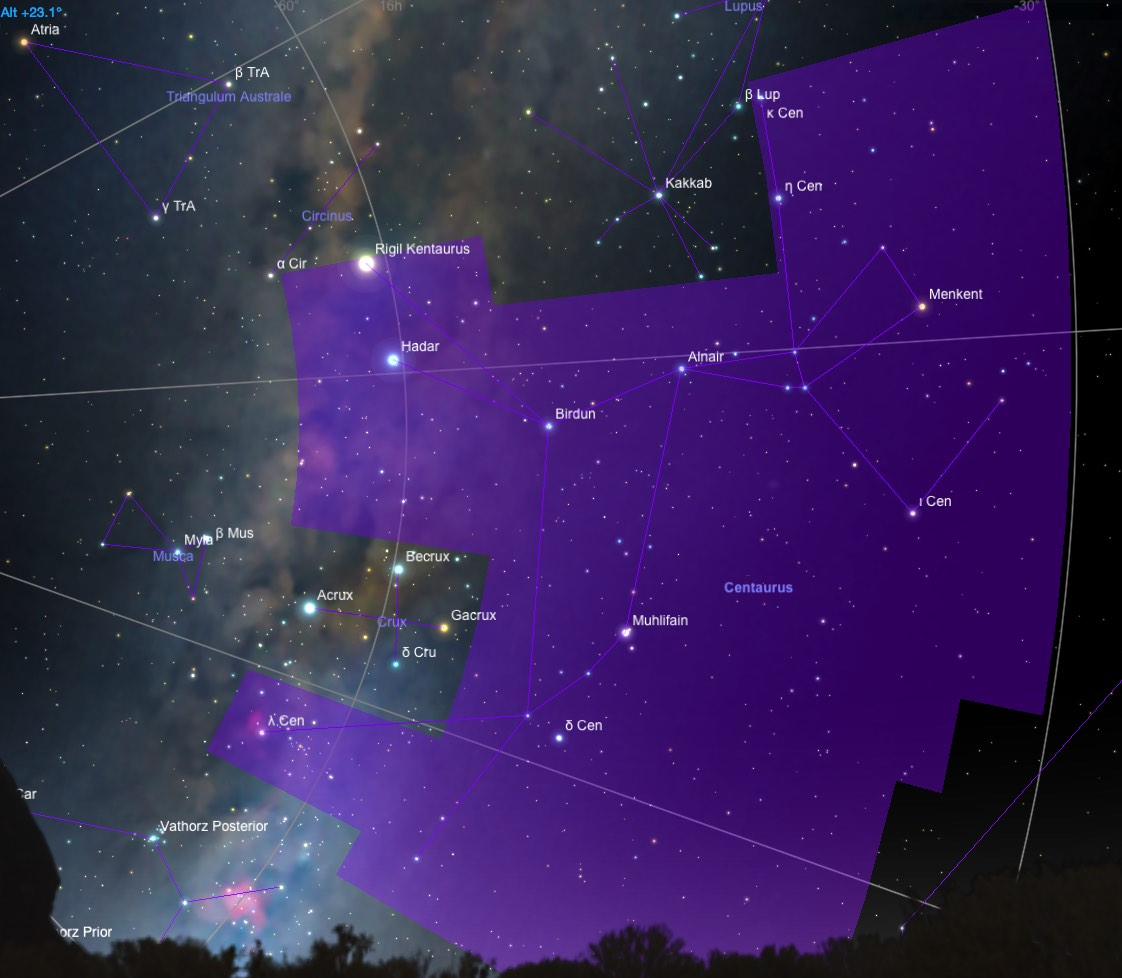 -60°
16h
Lupus
-30°
Alt +23.1°
Atria
β TrA
Triangulum Australe
β Lup
κ Cen
Kakkab
η Cen
γ TrA
Circinus
Rigil Kentaurus
α Cir
Menkent
Hadar
Alnair
Birdun
ι Cen
β Mus
Myla
Musca
Becrux
Centaurus
Acrux
Gacrux
Crux
Muhlifain
δ Cru
λ Cen
δ Cen
Car
Vathorz Posterior
orz Prior